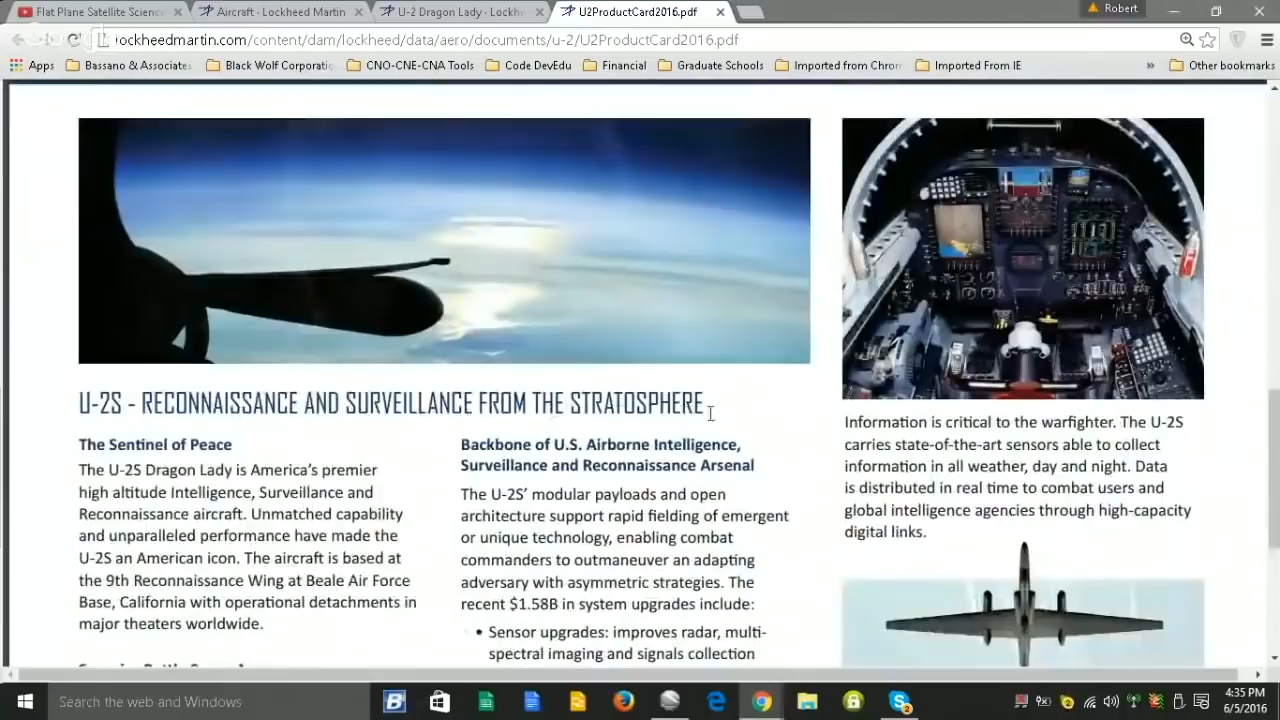 Flat Plane Satellite Scienc
Aircraft · Lockheed Martin
U-2 Dragon Lady · Lockh
U2ProductCard2016.pdf
Robert
lockheedmartin.com/content/dam/lockheed/data/aero/documents/u-2/U2ProductCard2016.pdf
Apps
Bassano & Associates
Black Wolf Corporatio
CNO-CNE-CNA Tools
Code DevEdu
Financial
Graduate Schools
Imported from Chrom
Imported From IE
»
Other bookmarks
U-2S - RECONNAISSANCE AND SURVEILLANCE FROM THE STRATOSPHERE
The Sentinel of Peace
The U-2S Dragon Lady is America's premier
high altitude Intelligence, Surveillance and
Reconnaissance aircraft. Unmatched capability
and unparalleled performance have made the
U-2S an American icon. The aircraft is based at
the 9th Reconnaissance Wing at Beale Air Force
Base, California with operational detachments in
major theaters worldwide.
Backbone of U.S. Airborne Intelligence,
Surveillance and Reconnaissance Arsenal
The U-2S' modular payloads and open
architecture support rapid fielding of emergent
or unique technology, enabling combat
commanders to outmaneuver an adapting
adversary with asymmetric strategies. The
recent $1.58B in system upgrades include:
• Sensor upgrades: improves radar, multi-
spectral imaging and signals collection
Information is critical to the warfighter. The U-2S
carries state-of-the-art sensors able to collect
information in all weather, day and night. Data
is distributed in real time to combat users and
global intelligence agencies through high-capacity
digital links.
Search the web and Windows
4:35 PM
6/5/2016